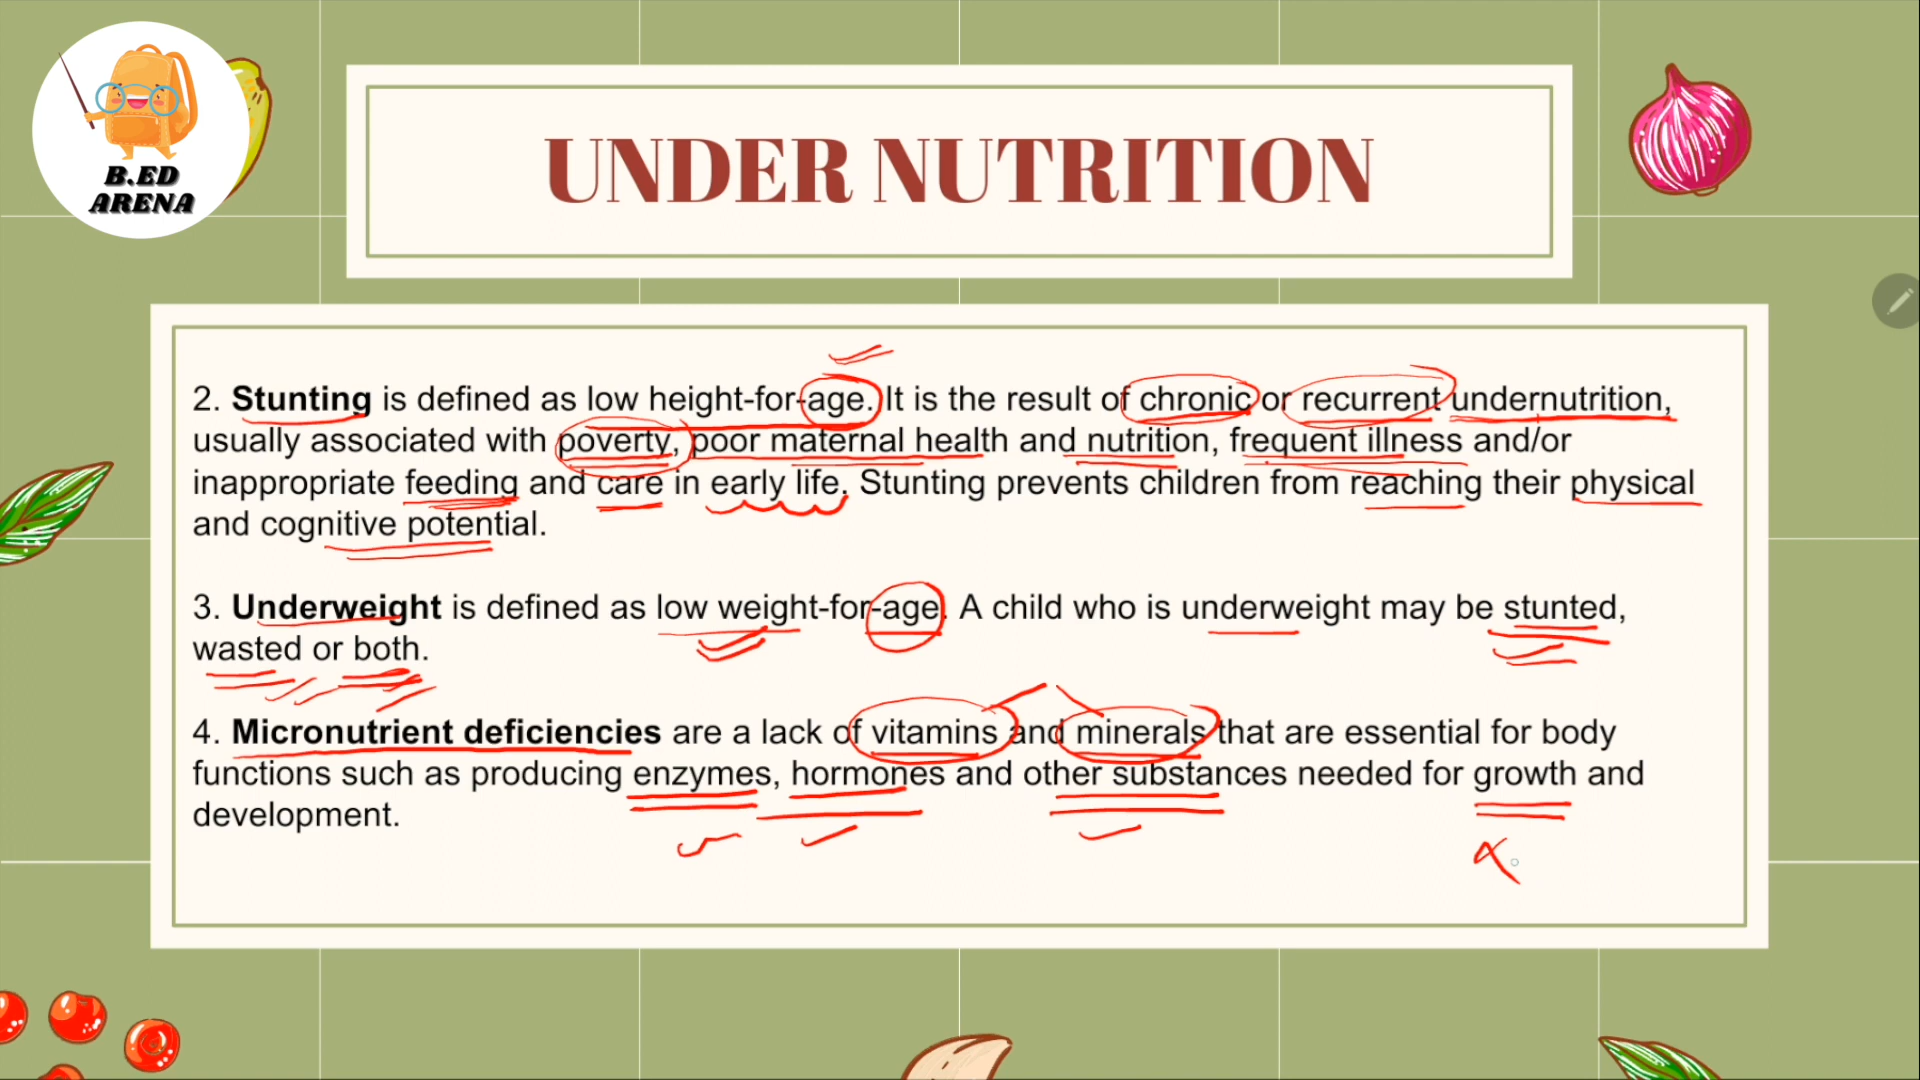 B.ED
ARENA
UNDER NUTRITION
2. Stunting is defined as low height-for-age. It is the result of chronic or recurrent undernutrition,
usually associated with poverty, poor maternal health and nutrition, frequent illness and/or
inappropriate feeding and care in early life. Stunting prevents children from reaching their physical
and cognitive potential.
3. Underweight is defined as low weight-for-age. A child who is underweight may be stunted,
wasted or both.
4. Micronutrient deficiencies are a lack of vitamins and minerals that are essential for body
functions such as producing enzymes, hormones and other substances needed for growth and
development.